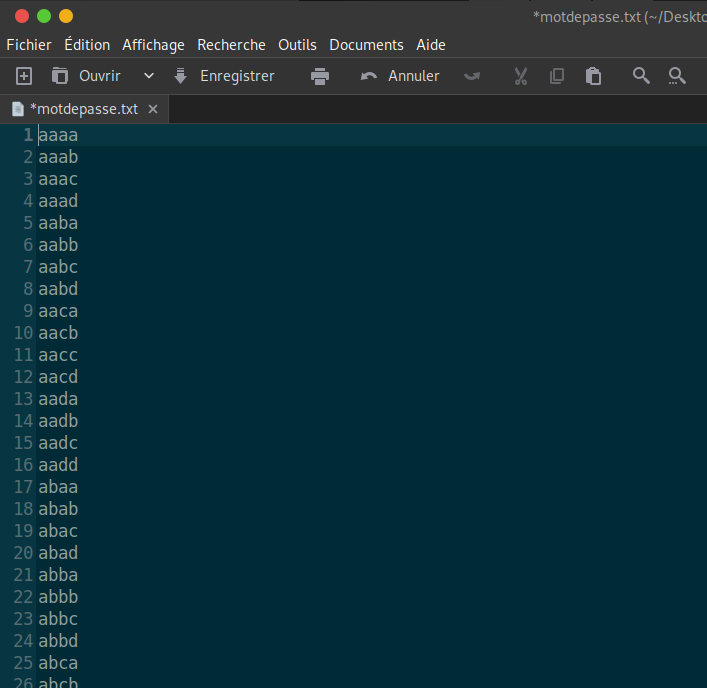 *motdepasse.txt (~/Deskto
Fichier Édition Affichage Recherche Outils Documents Aide
Ouvrir Enregistrer Annuler
*motdepasse.txt
1 aaaa
2 aaab
3 aaac
4 aaad
5 aaba
6 aabb
7 aabc
8 aabd
9 aaca
10 aacb
11 aacc
12 aacd
13 aada
14 aadb
15 aadc
16 aadd
17 abaa
18 abab
19 abac
20 abad
21 abba
22 abbb
23 abbc
24 abbd
25 abca
26 abcb